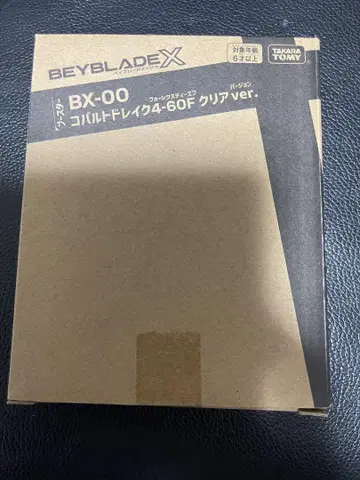 BEYBLADE X
ベイブレードエックス
対象年齢
6才以上
TAKARA
TOMY
ブースター
BX-00
フォーシックスティーエフ
バージョン
コバルトドレイク4-60F クリアver.